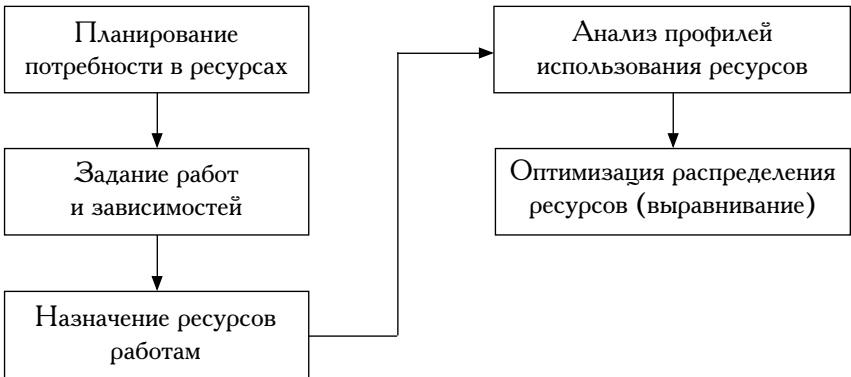 Планирование
потребности в ресурсах
Задание работ
и зависимостей
Назначение ресурсов
работам
Анализ профилей
использования ресурсов
Оптимизация распределения
ресурсов (выравнивание)